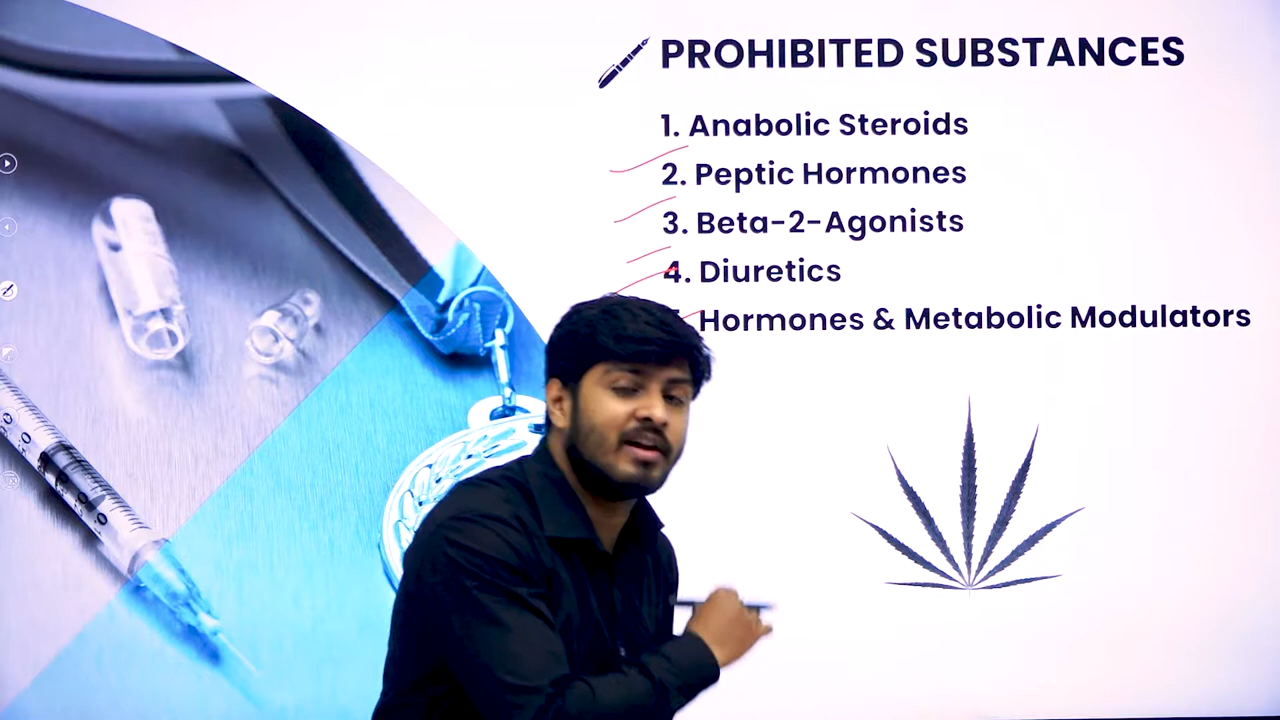 PROHIBITED SUBSTANCES
1. Anabolic Steroids
2. Peptic Hormones
3. Beta-2-Agonists
4. Diuretics
Hormones & Metabolic Modulators